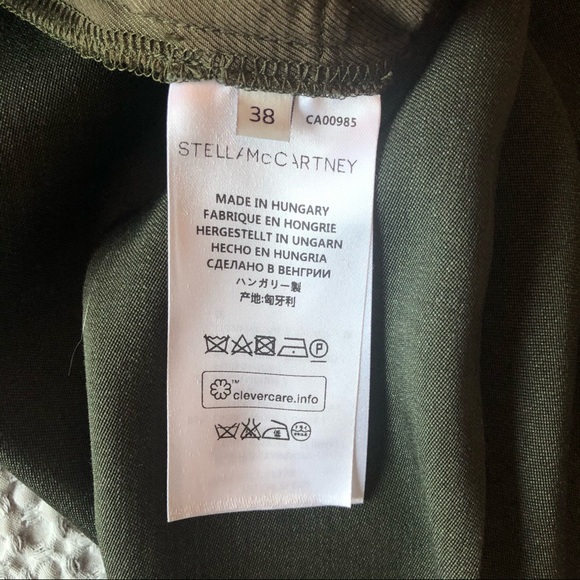 38
CA00985
STELLA McCARTNEY
MADE IN HUNGARY
FABRIQUE EN HONGRIE
HERGESTELLT IN UNGARN
HECHO EN HUNGRIA
СДЕЛАНО В ВЕНГРИИ
ハンガリー製
产地:匈牙利
P
™
clevercare.info